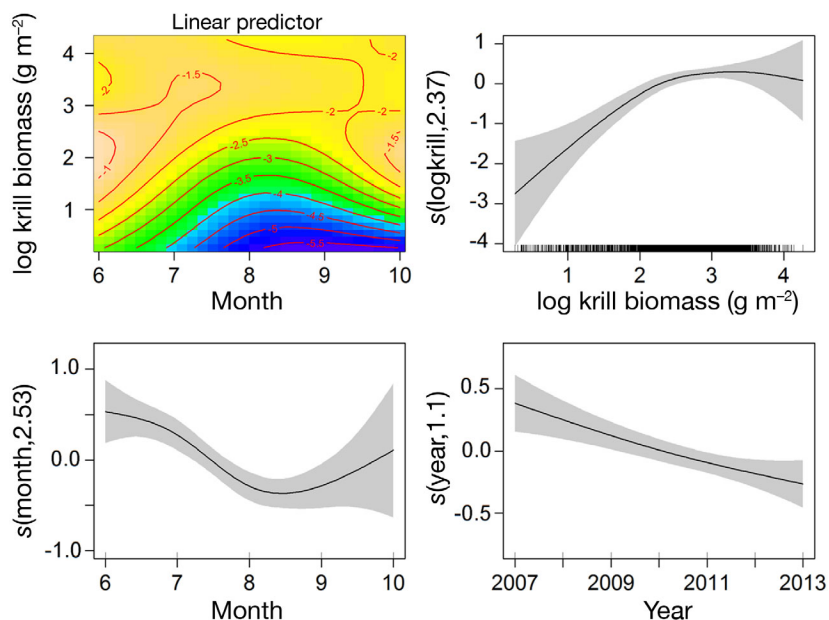 Linear predictor
log krill biomass (g m⁻²)
4
3
2
1
-2
-1.5
-2
-2
-2.5
-3
-3.5
-4
-4.5
-5
-5.5
-1
-1.5
6 7 8 9 10
Month
s(logkrill,2.37)
1
0
-1
-2
-3
-4
1 2 3 4
log krill biomass (g m⁻²)
s(month,2.53)
1.0
0.0
-1.0
6 7 8 9 10
Month
s(year,1.1)
0.5
0.0
-0.5
2007 2009 2011 2013
Year